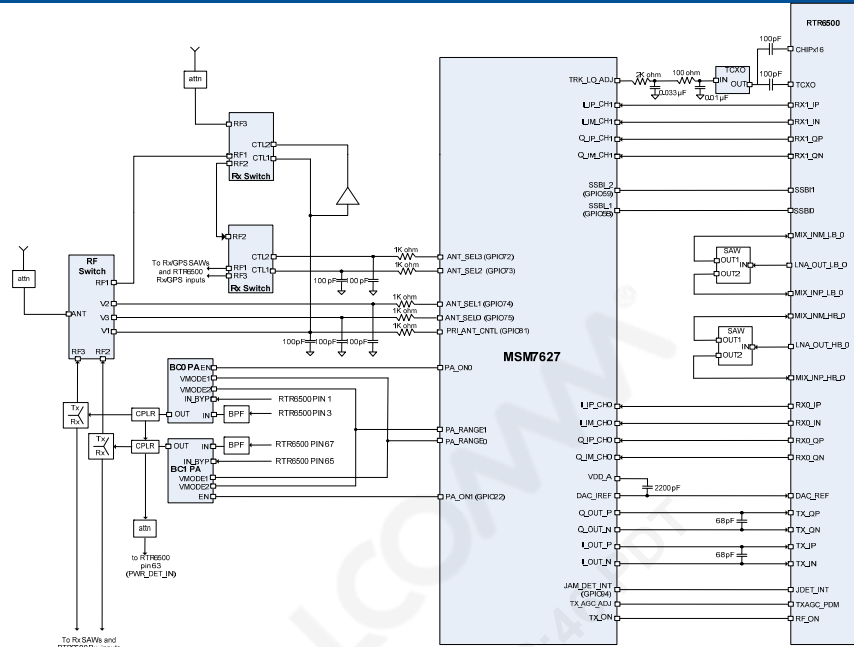 RTR6500
100pF
CHIPx16
attn
TRK_LO_ADJ
2K ohm
100 ohm
TCXO
IN
OUT
100pF
TCXO
0.033µF
0.01µF
RF3
CTL2
RF1
CTL1
RF2
Rx Switch
I_IP_CH1
RX1_IP
I_IM_CH1
RX1_IN
Q_IP_CH1
RX1_QP
Q_IM_CH1
RX1_QN
SSBI_2
(GPIO59)
SSBI1
SSBI_1
(GPIO58)
SSBI0
RF2
CTL2
RF1
CTL1
RF3
Rx Switch
To Rx/GPS SAWs
and RTR6500
Rx/GPS inputs
1K ohm
ANT_SEL3 (GPIO72)
1K ohm
ANT_SEL2 (GPIO73)
100pF
100pF
MIX_INM_LB_0
SAW
OUT1
IN
OUT2
LNA_OUT_LB_0
MIX_INP_LB_0
attn
RF
Switch
RF1
V2
V3
V1
ANT
RF3
RF2
1K ohm
ANT_SEL1 (GPIO74)
1K ohm
ANT_SEL0 (GPIO75)
1K ohm
PRI_ANT_CNTL (GPIO81)
100pF
100pF
100pF
MIX_INM_HB_0
SAW
OUT1
IN
OUT2
LNA_OUT_HB_0
MIX_INP_HB_0
MSM7627
BC0 PA
EN
VMODE1
VMODE2
IN_BYP
OUT
IN
BPF
PA_ON0
RTR6500 PIN 1
RTR6500 PIN 3
Tx
Rx
CPLR
Tx
Rx
CPLR
OUT
IN
BPF
RTR6500 PIN 67
IN_BYP
RTR6500 PIN 65
BC1 PA
VMODE1
VMODE2
EN
PA_RANGE1
PA_RANGE0
PA_ON1 (GPIO22)
I_IP_CH0
RX0_IP
I_IM_CH0
RX0_IN
Q_IP_CH0
RX0_QP
Q_IM_CH0
RX0_QN
VDD_A
2200pF
DAC_IREF
DAC_REF
Q_OUT_P
TX_QP
68pF
Q_OUT_N
TX_QN
I_OUT_P
TX_IP
68pF
I_OUT_N
TX_IN
attn
to RTR6500
pin 63
(PWR_DET_IN)
JAM_DET_INT
(GPIO94)
JDET_INT
TX_AGC_ADJ
TXAGC_PDM
TX_ON
RF_ON
To Rx SAWs and